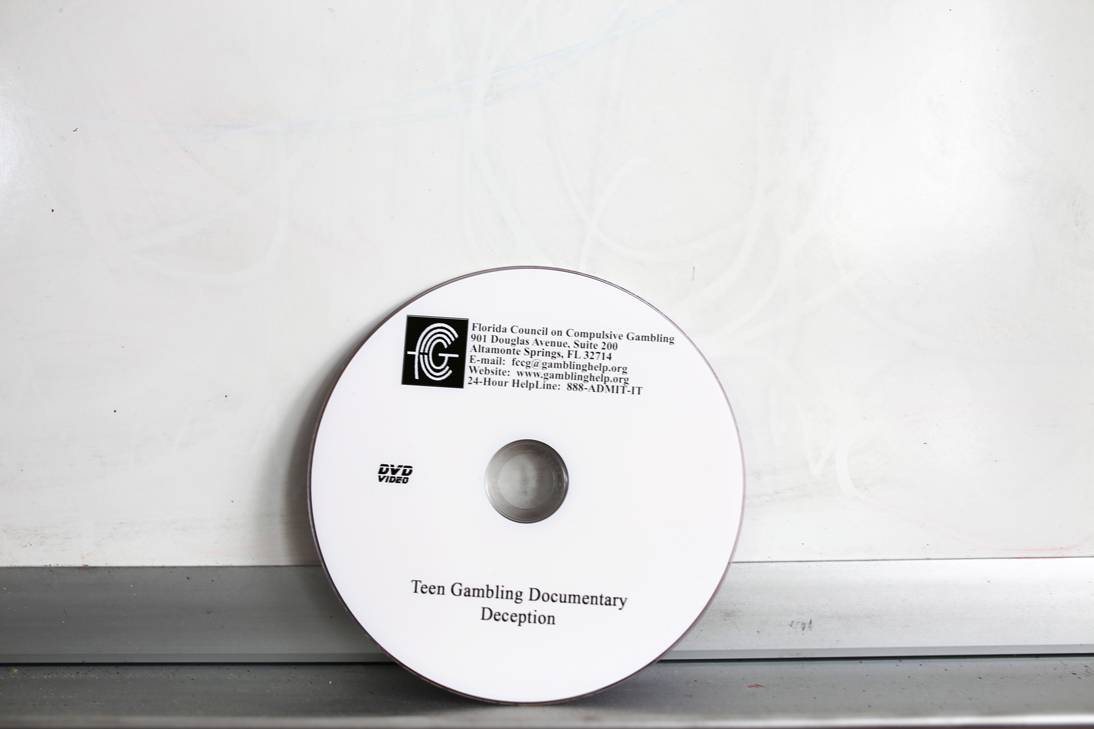 Florida Council on Compulsive Gambling
901 Douglas Avenue, Suite 200
Altamonte Springs, FL 32714
E-mail: fccg@gamblinghelp.org
Website: www.gamblinghelp.org
24-Hour HelpLine: 888-ADMIT-IT
DVD
VIDEO
Teen Gambling Documentary
Deception